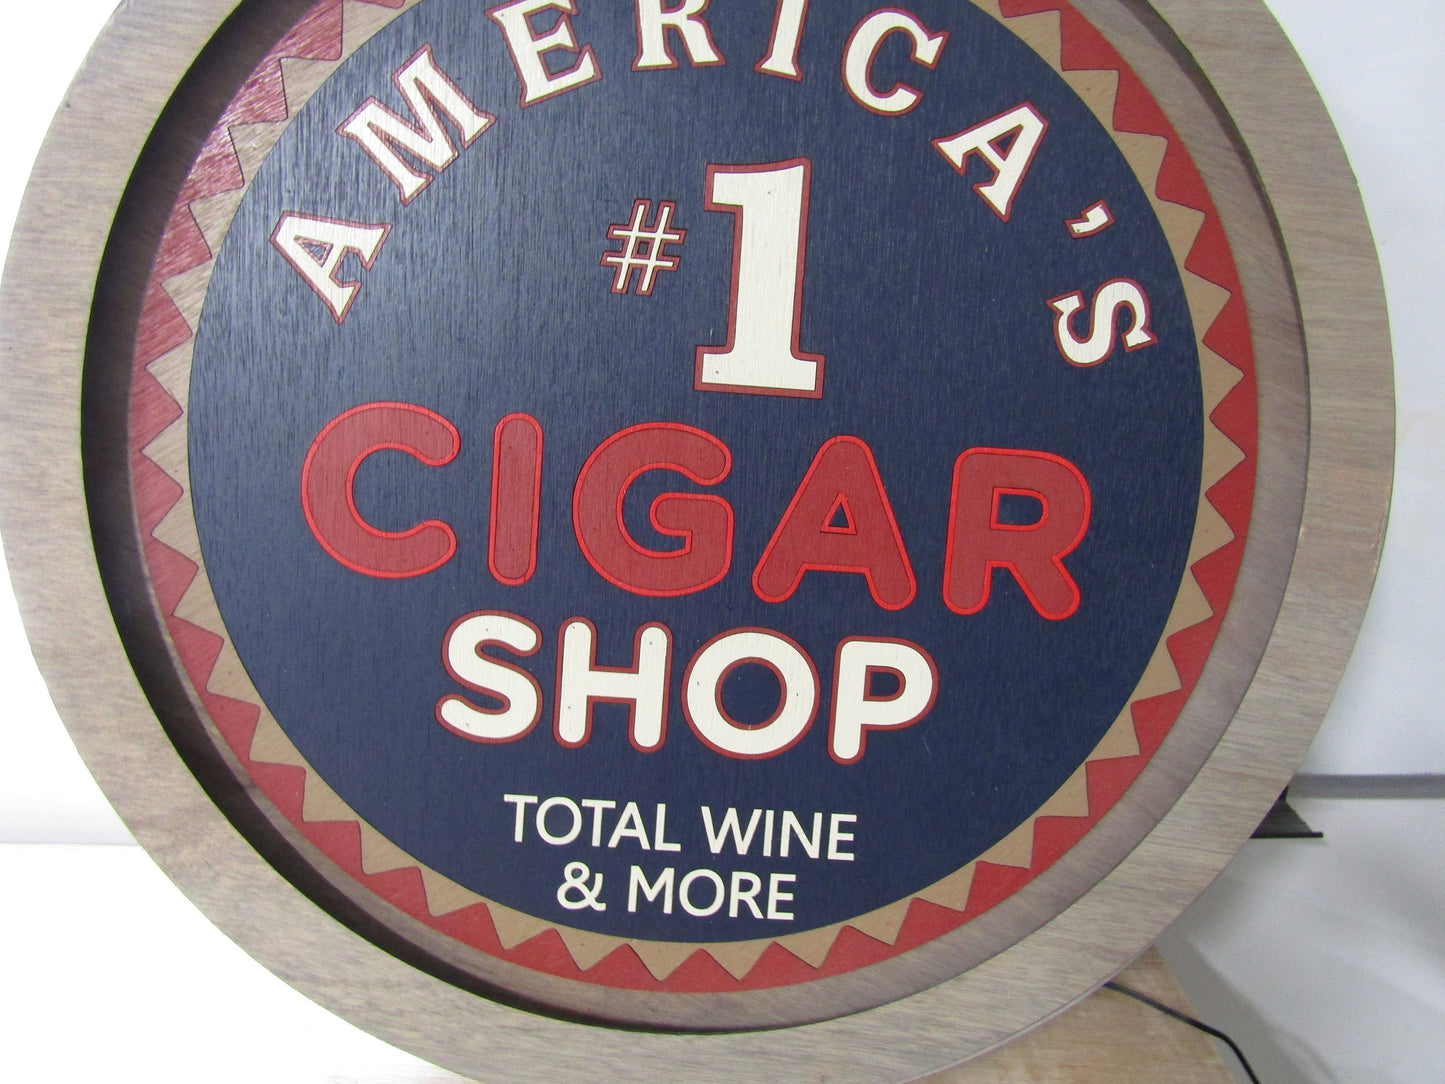 AMERICA'S
#1
CIGAR
SHOP
TOTAL WINE
& MORE